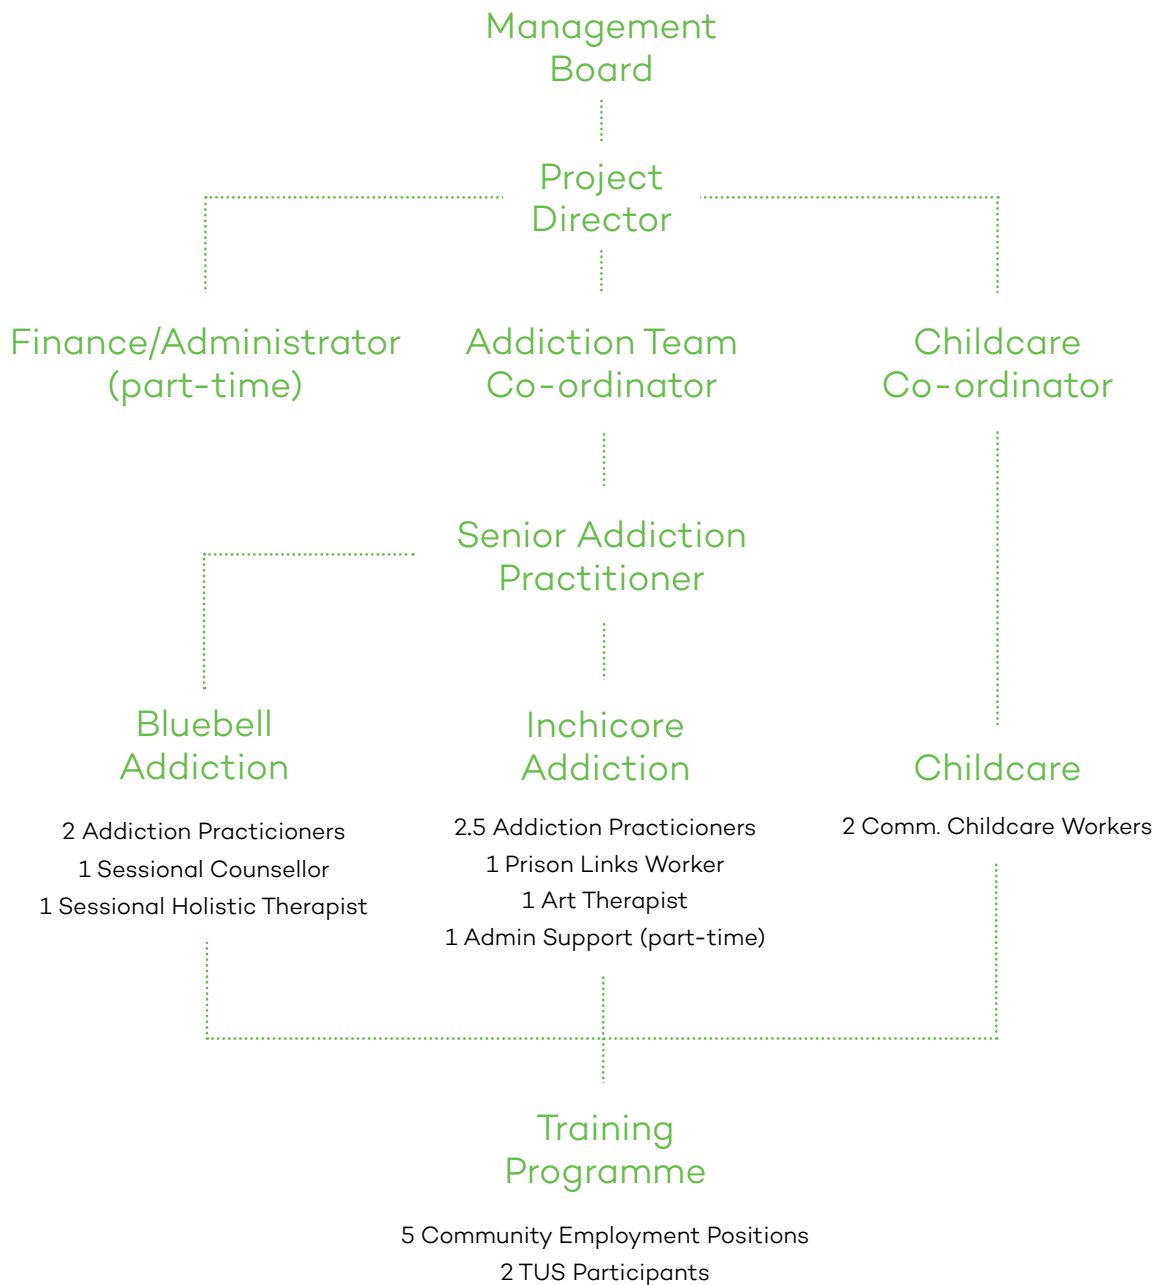 Management
Board
Project
Director
Finance/Administrator
(part-time)
Addiction Team
Co-ordinator
Childcare
Co-ordinator
Senior Addiction
Practitioner
Bluebell
Addiction
2 Addiction Practicioners
1 Sessional Counsellor
1 Sessional Holistic Therapist
Inchicore
Addiction
2.5 Addiction Practicioners
1 Prison Links Worker
1 Art Therapist
1 Admin Support (part-time)
Childcare
2 Comm. Childcare Workers
Training
Programme
5 Community Employment Positions
2 TUS Participants